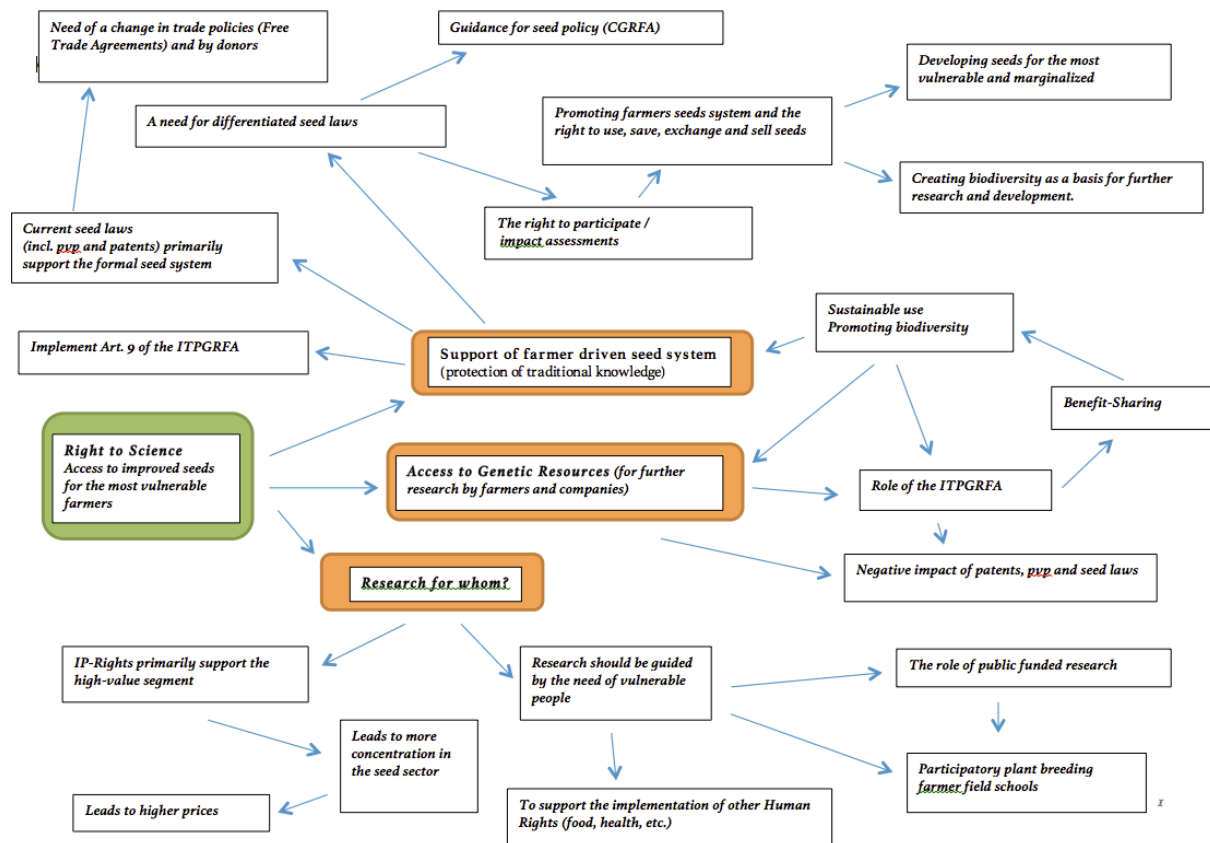 Need of a change in trade policies (Free
Trade Agreements) and by donors
Guidance for seed policy (CGRFA)
Developing seeds for the most
vulnerable and marginalized
A need for differentiated seed laws
Promoting farmers seeds system and the
right to use, save, exchange and sell seeds
Creating biodiversity as a basis for further
research and development.
Current seed laws
(incl. pvp and patents) primarily
support the formal seed system
The right to participate /
impact assessments
Sustainable use
Promoting biodiversity
Implement Art. 9 of the ITPGRFA
Support of farmer driven seed system
(protection of traditional knowledge)
Benefit-Sharing
Right to Science
Access to improved seeds
for the most vulnerable
farmers
Access to Genetic Resources (for further
research by farmers and companies)
Role of the ITPGRFA
Negative impact of patents, pvp and seed laws
Research for whom?
IP-Rights primarily support the
high-value segment
Research should be guided
by the need of vulnerable
people
The role of public funded research
Leads to more
concentration in
the seed sector
Participatory plant breeding
farmer field schools
Leads to higher prices
To support the implementation of other Human
Rights (food, health, etc.)
1